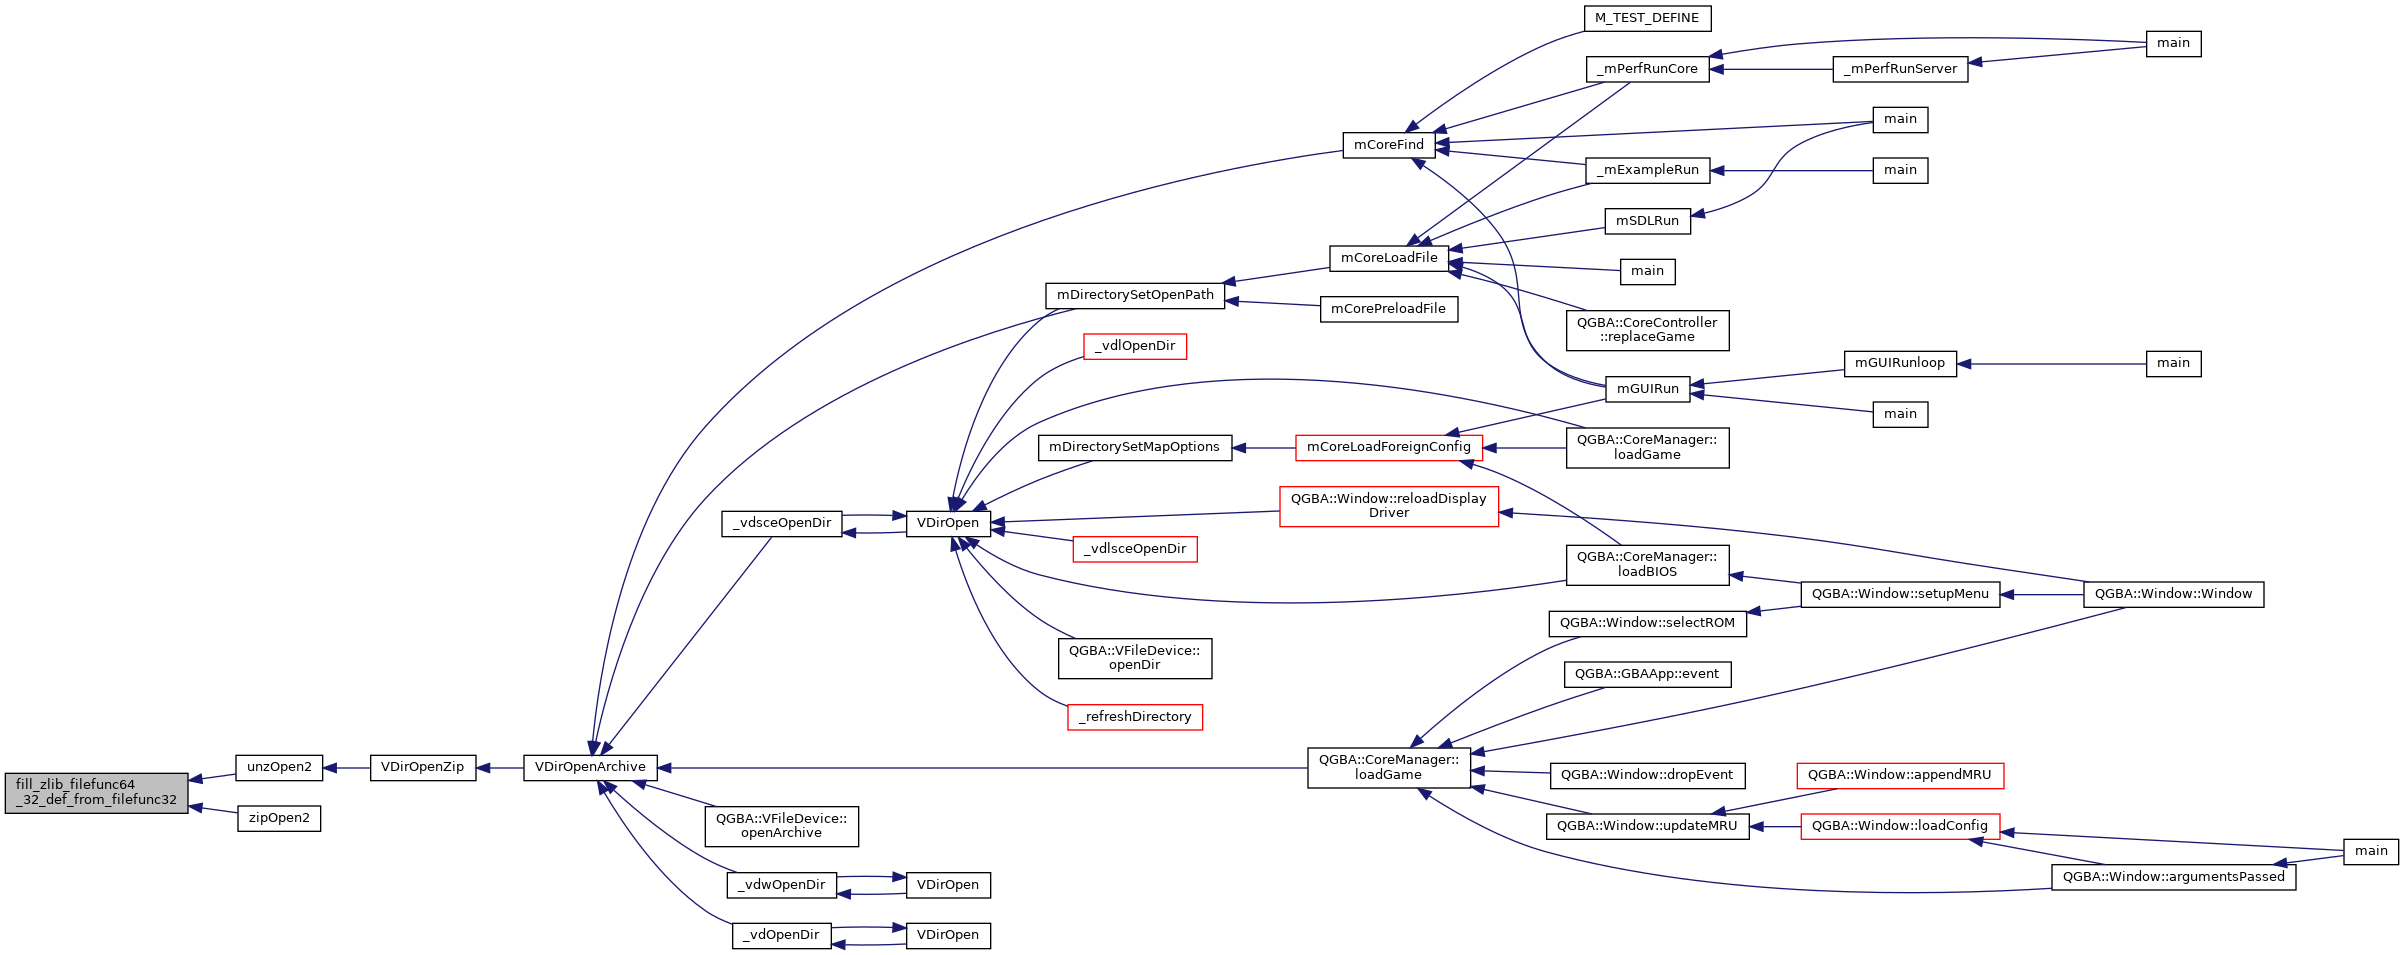 M_TEST_DEFINE
main
_mPerfRunCore
_mPerfRunServer
main
mCoreFind
_mExampleRun
main
mSDLRun
mCoreLoadFile
main
mDirectorySetOpenPath
mCorePreloadFile
QGBA::CoreController
::replaceGame
_vdlOpenDir
mGUIRunloop
main
mGUIRun
main
mDirectorySetMapOptions
mCoreLoadForeignConfig
QGBA::CoreManager::
loadGame
QGBA::Window::reloadDisplay
Driver
_vdsceOpenDir
VDirOpen
_vdlsceOpenDir
QGBA::CoreManager::
loadBIOS
QGBA::Window::setupMenu
QGBA::Window::Window
QGBA::Window::selectROM
QGBA::VFileDevice::
openDir
QGBA::GBAApp::event
_refreshDirectory
fill_zlib_filefunc64
_32_def_from_filefunc32
unzOpen2
VDirOpenZip
VDirOpenArchive
QGBA::CoreManager::
loadGame
QGBA::Window::dropEvent
QGBA::Window::appendMRU
zipOpen2
QGBA::VFileDevice::
openArchive
QGBA::Window::updateMRU
QGBA::Window::loadConfig
main
QGBA::Window::argumentsPassed
_vdwOpenDir
VDirOpen
_vdOpenDir
VDirOpen